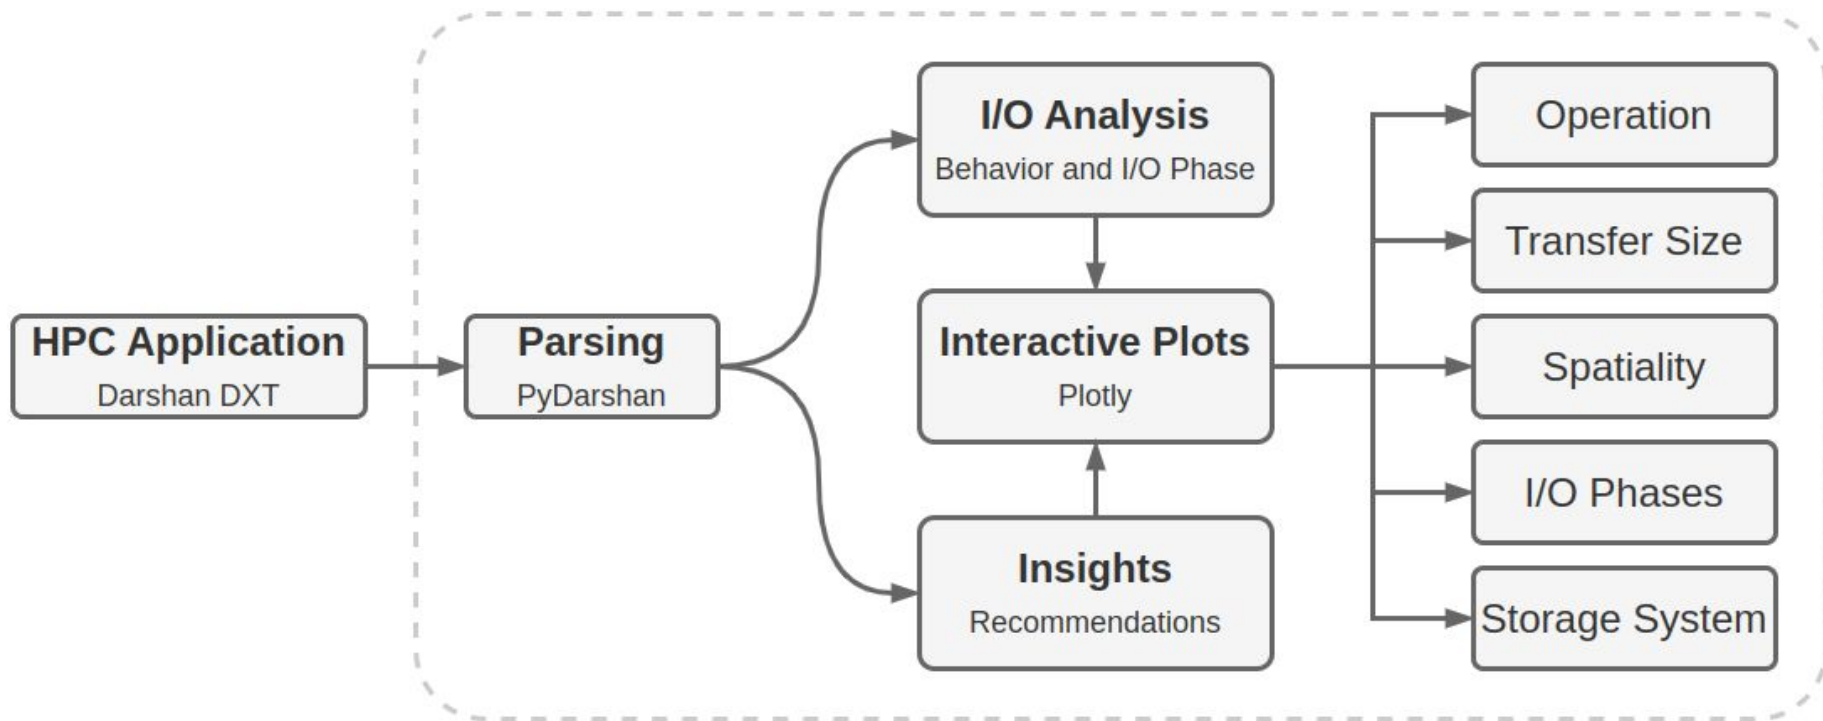 HPC Application
Darshan DXT
Parsing
PyDarshan
I/O Analysis
Behavior and I/O Phase
Interactive Plots
Plotly
Insights
Recommendations
Operation
Transfer Size
Spatiality
I/O Phases
Storage System